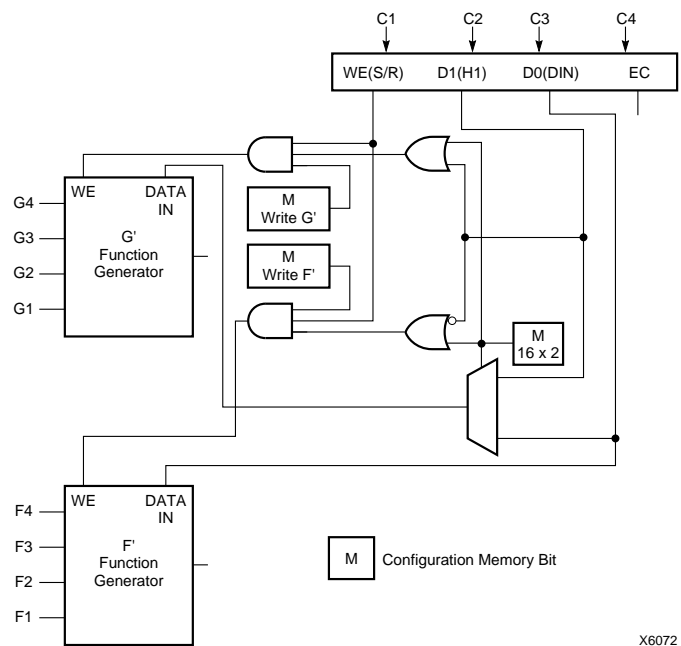 C1 C2 C3 C4
WE(S/R) D1(H1) D0(DIN) EC
WE DATA
IN
G4
G3
G2
G1
G'
Function
Generator
M
Write G'
M
Write F'
M
16 x 2
WE DATA
IN
F4
F3
F2
F1
F'
Function
Generator
M Configuration Memory Bit
X6072